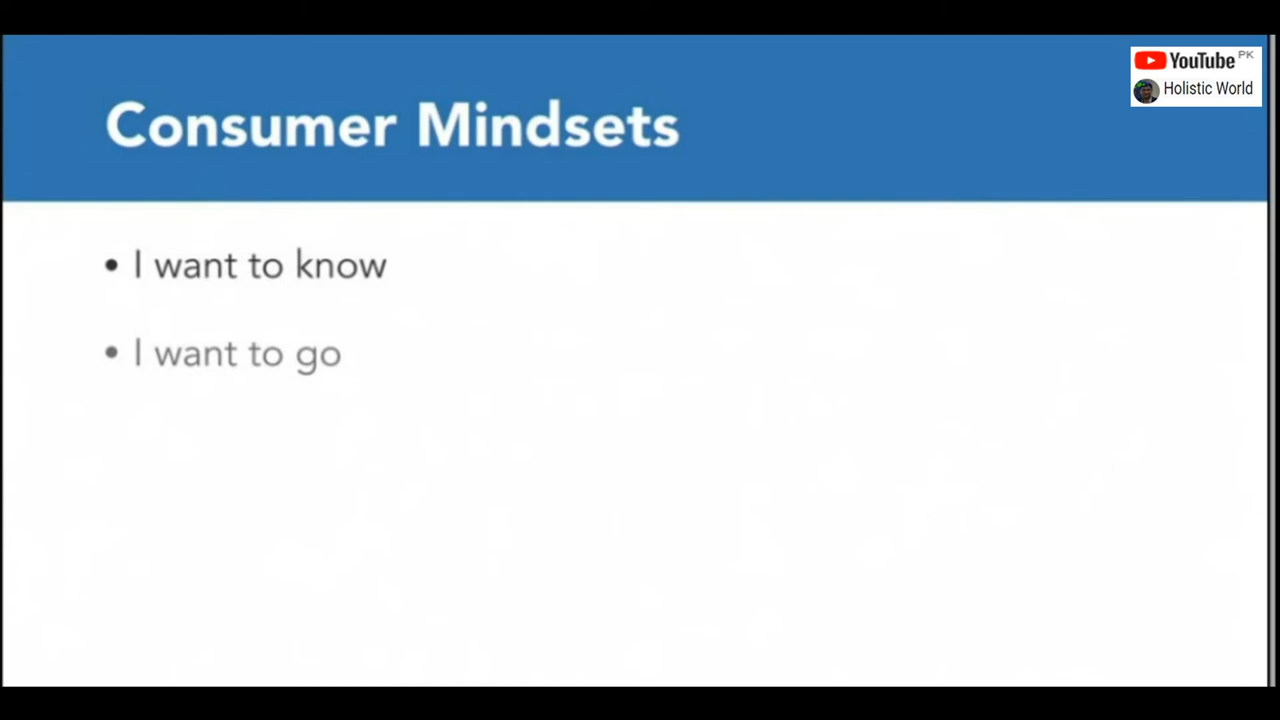 YouTube PK
Holistic World
Consumer Mindsets
• I want to know
• I want to go